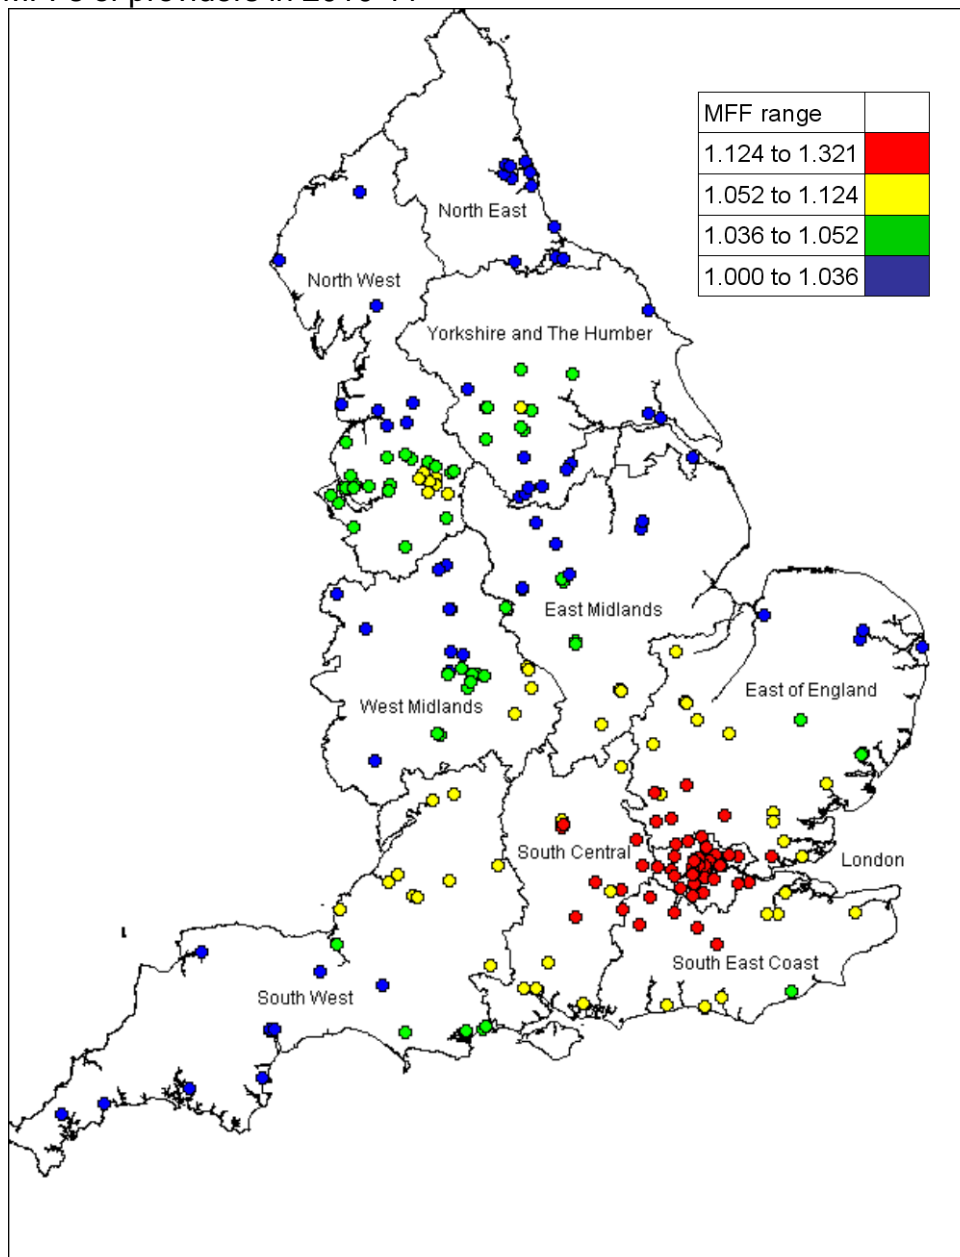 MFF range
1.124 to 1.321
1.052 to 1.124
1.036 to 1.052
1.000 to 1.036
North East
North West
Yorkshire and The Humber
East Midlands
West Midlands
East of England
South Central
London
South East Coast
South West